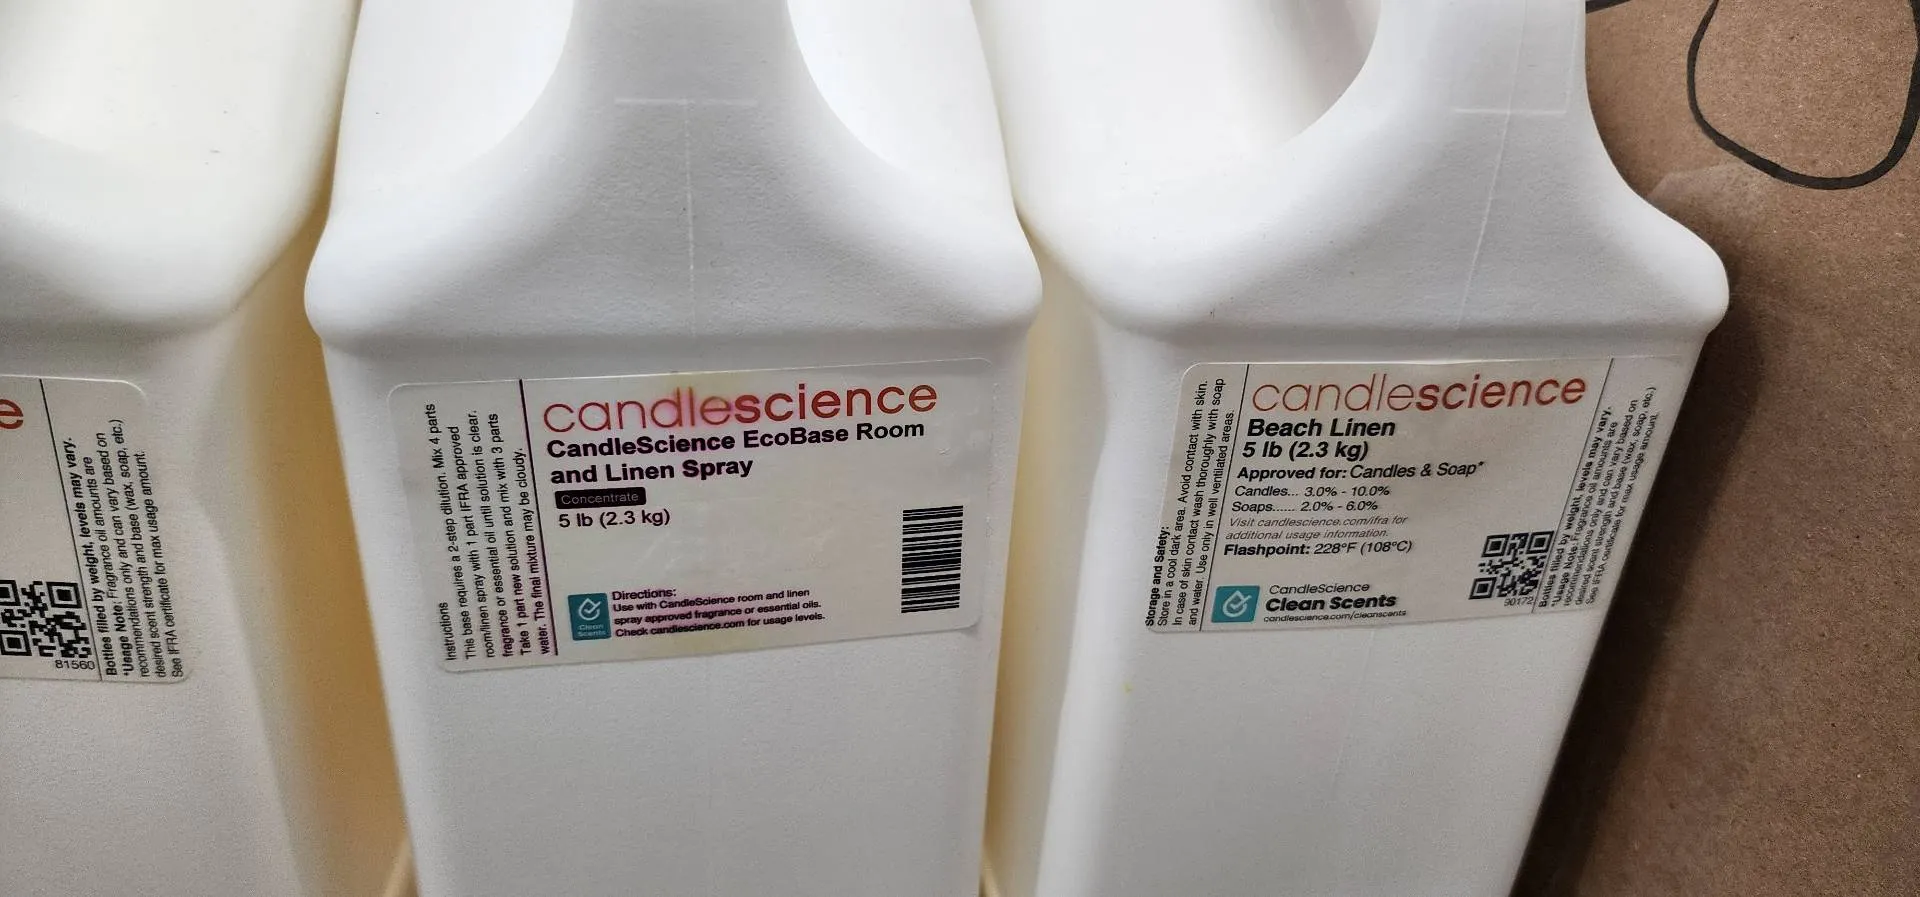 e
Bottles filled by weight, levels may vary.
*Usage Note: Fragrance oil amounts are
recommendations only and can vary based on
desired scent strength and base (wax, soap, etc.)
See IFRA certificate for max usage amount.
81560
Instructions
This base requires a 2-step dilution. Mix 4 parts
room/linen spray with 1 part IFRA approved
fragrance or essential oil until solution is clear.
Take 1 part new solution and mix with 3 parts
water. The final mixture may be cloudy.
candlescience
CandleScience EcoBase Room
and Linen Spray
Concentrate
5 lb (2.3 kg)
Clean
Scents
Directions:
Use with CandleScience room and linen
spray approved fragrance or essential oils.
Check candlescience.com for usage levels.
Storage and Safety:
Store in a cool dark area. Avoid contact with skin.
In case of skin contact wash thoroughly with soap
and water. Use only in well ventilated areas.
candlescience
Beach Linen
5 lb (2.3 kg)
Approved for: Candles & Soap*
Candles... 3.0% - 10.0%
Soaps...... 2.0% - 6.0%
Visit candlescience.com/ifra for
additional usage information.
Flashpoint: 228°F (108°C)
CandleScience
Clean Scents
candlescience.com/cleanscents
90172
Bottles filled by weight, levels may vary.
*Usage Note: Fragrance oil amounts are
recommendations only and can vary based on
desired scent strength and base (wax, soap, etc.)
See IFRA certificate for max usage amount.